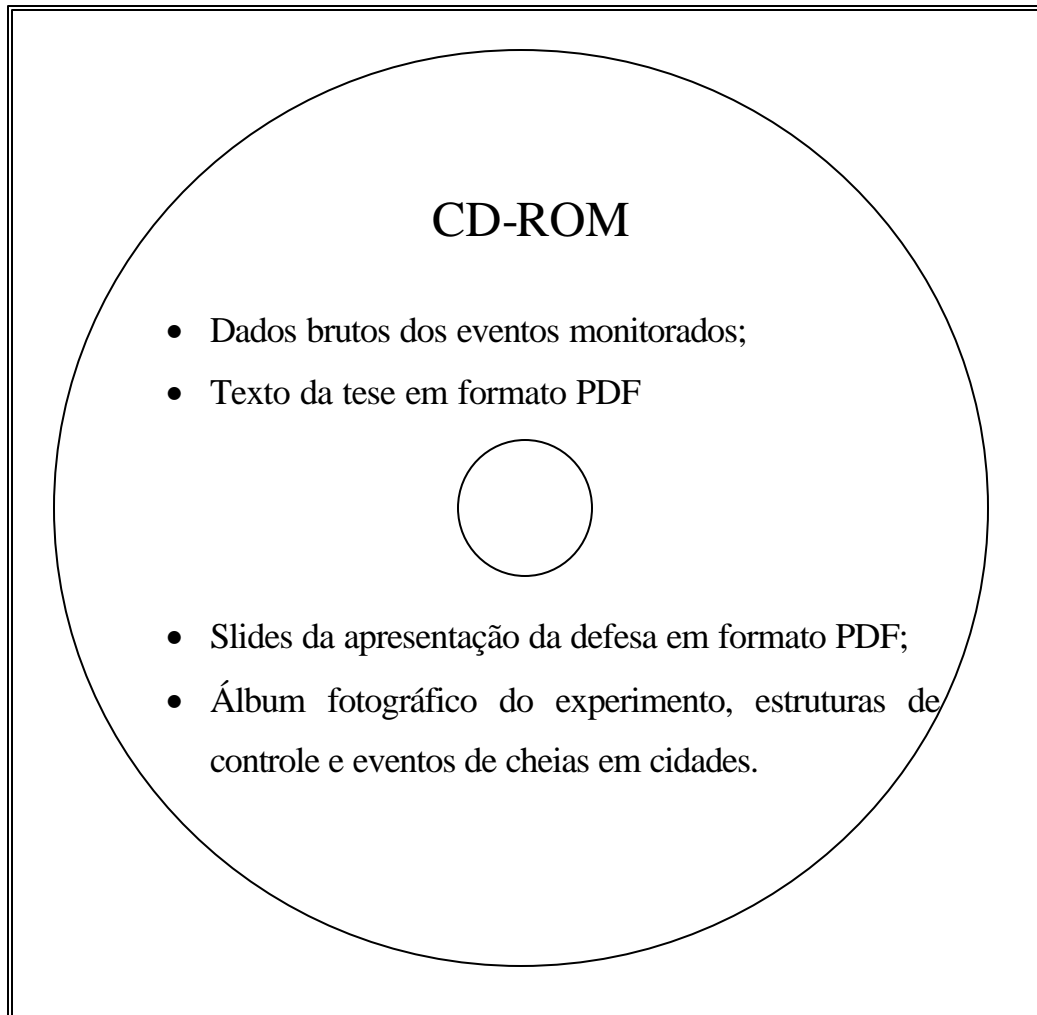 CD-ROM
• Dados brutos dos eventos monitorados;
• Texto da tese em formato PDF
• Slides da apresentação da defesa em formato PDF;
• Álbum fotográfico do experimento, estruturas de
controle e eventos de cheias em cidades.